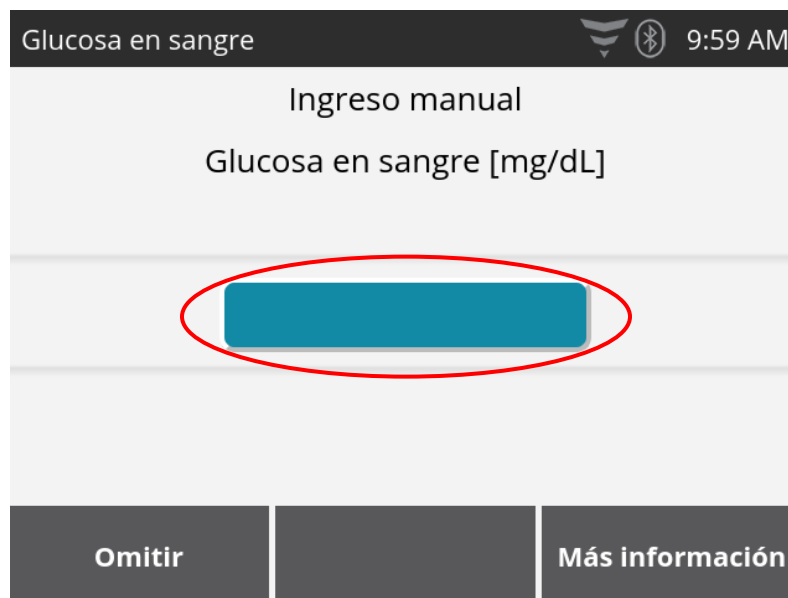 Glucosa en sangre 9:59 AM
Ingreso manual
Glucosa en sangre [mg/dL]
Omitir Más información